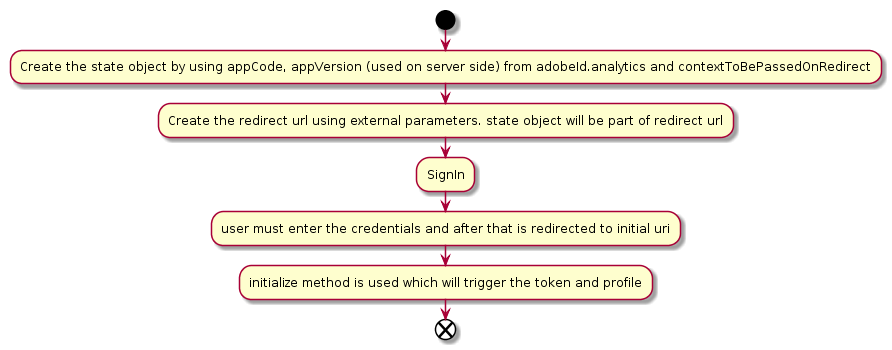 Create the state object by using appCode, appVersion (used on server side) from adobeId.analytics and contextToBePassedOnRedirect
Create the redirect url using external parameters. state object will be part of redirect url
SignIn
user must enter the credentials and after that is redirected to initial uri
initialize method is used which will trigger the token and profile